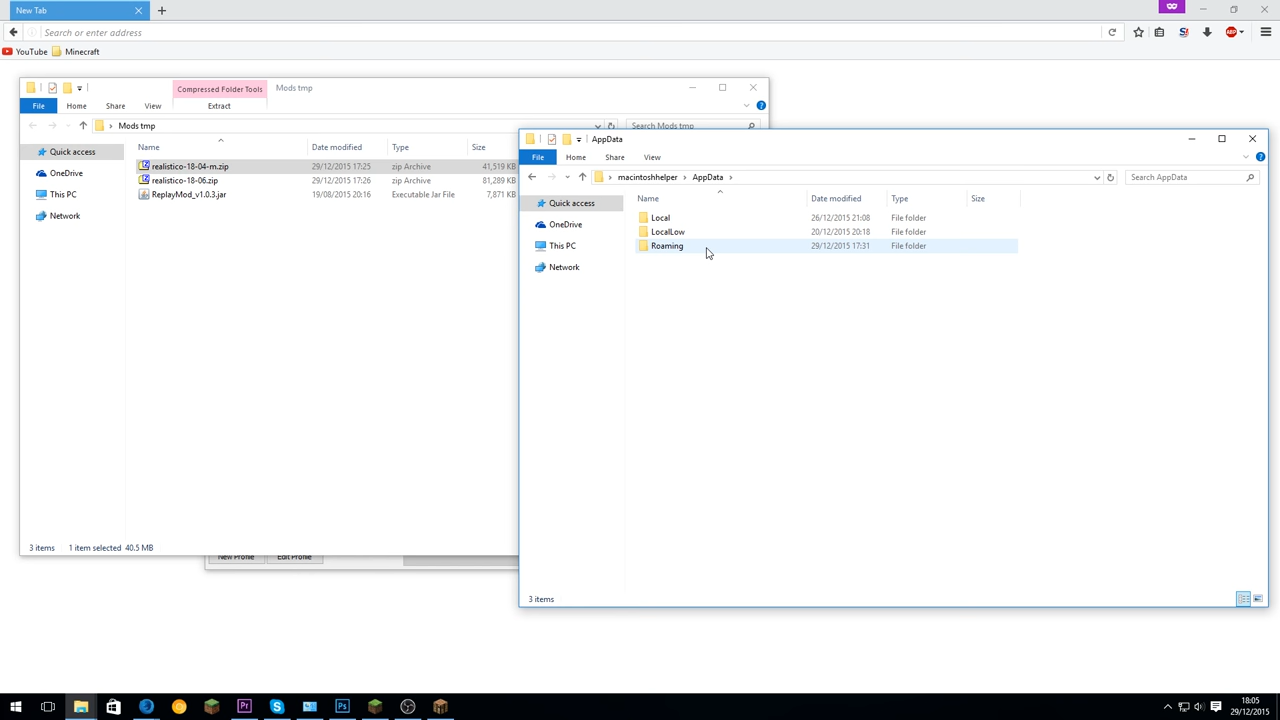 New Tab
Search or enter address
YouTube
Minecraft
Compressed Folder Tools
Mods tmp
File
Home
Share
View
Extract
Mods tmp
Search Mods tmp
Name
Date modified
Type
Size
Quick access
OneDrive
This PC
Network
realistico-18-04-m.zip
29/12/2015 17:25
zip Archive
41,519 KB
realistico-18-06.zip
29/12/2015 17:26
zip Archive
81,289 KB
ReplayMod_v1.0.3.jar
19/08/2015 20:16
Executable Jar File
7,871 KB
3 items
1 item selected
40.5 MB
New Profile
Edit Profile
AppData
File
Home
Share
View
macintoshhelper
AppData
Search AppData
Name
Date modified
Type
Size
Quick access
OneDrive
This PC
Network
Local
26/12/2015 21:08
File folder
LocalLow
20/12/2015 20:18
File folder
Roaming
29/12/2015 17:31
File folder
3 items
18:05
29/12/2015